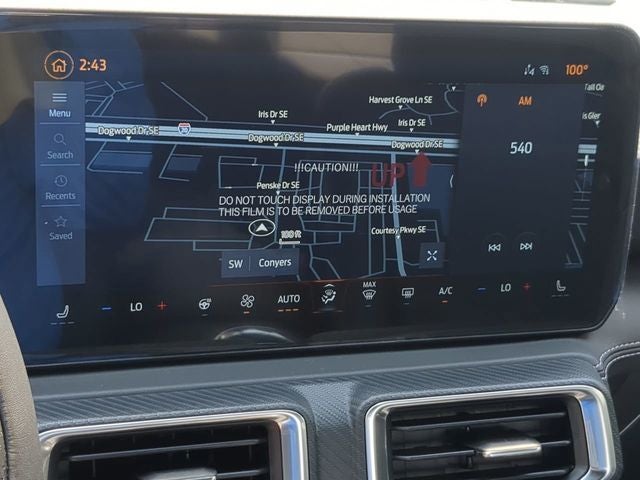 2:43
100°
Menu
Search
Recents
Saved
Harvest Grove Ln SE
Iris Dr SE
Iris Dr SE
Purple Heart Hwy
Dogwood Dr SE
20
Dogwood Dr SE
Dogwood Dr SE
!!!CAUTION!!!
UP
Penske Dr SE
DO NOT TOUCH DISPLAY DURING INSTALLATION
THIS FILM IS TO BE REMOVED BEFORE USAGE
100 ft
Courtesy Pkwy SE
SW Conyers
AM
540
LO
AUTO
MAX
A/C
LO